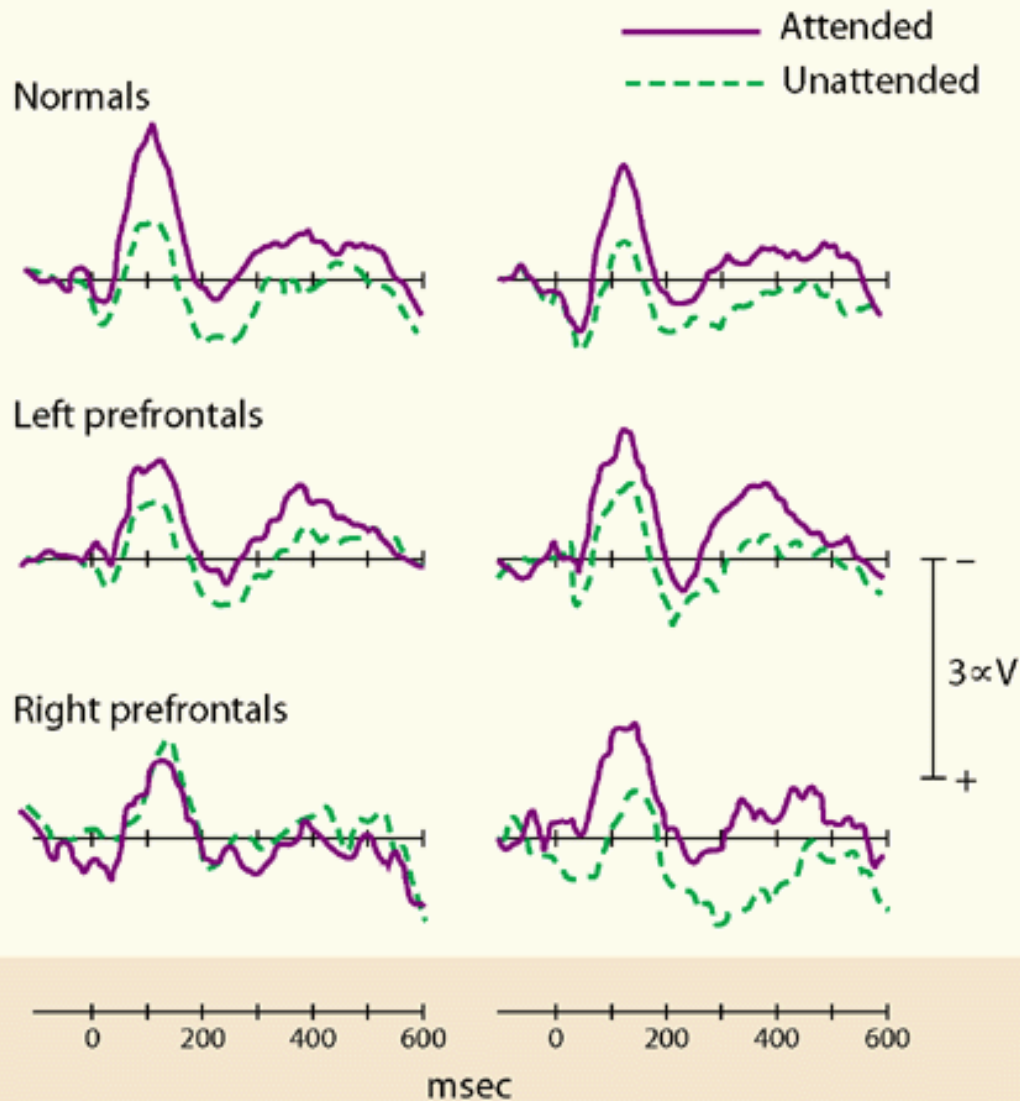 Attended
Unattended
Normals
Left prefrontals
−
3∝V
+
Right prefrontals
0 200 400 600 0 200 400 600
msec